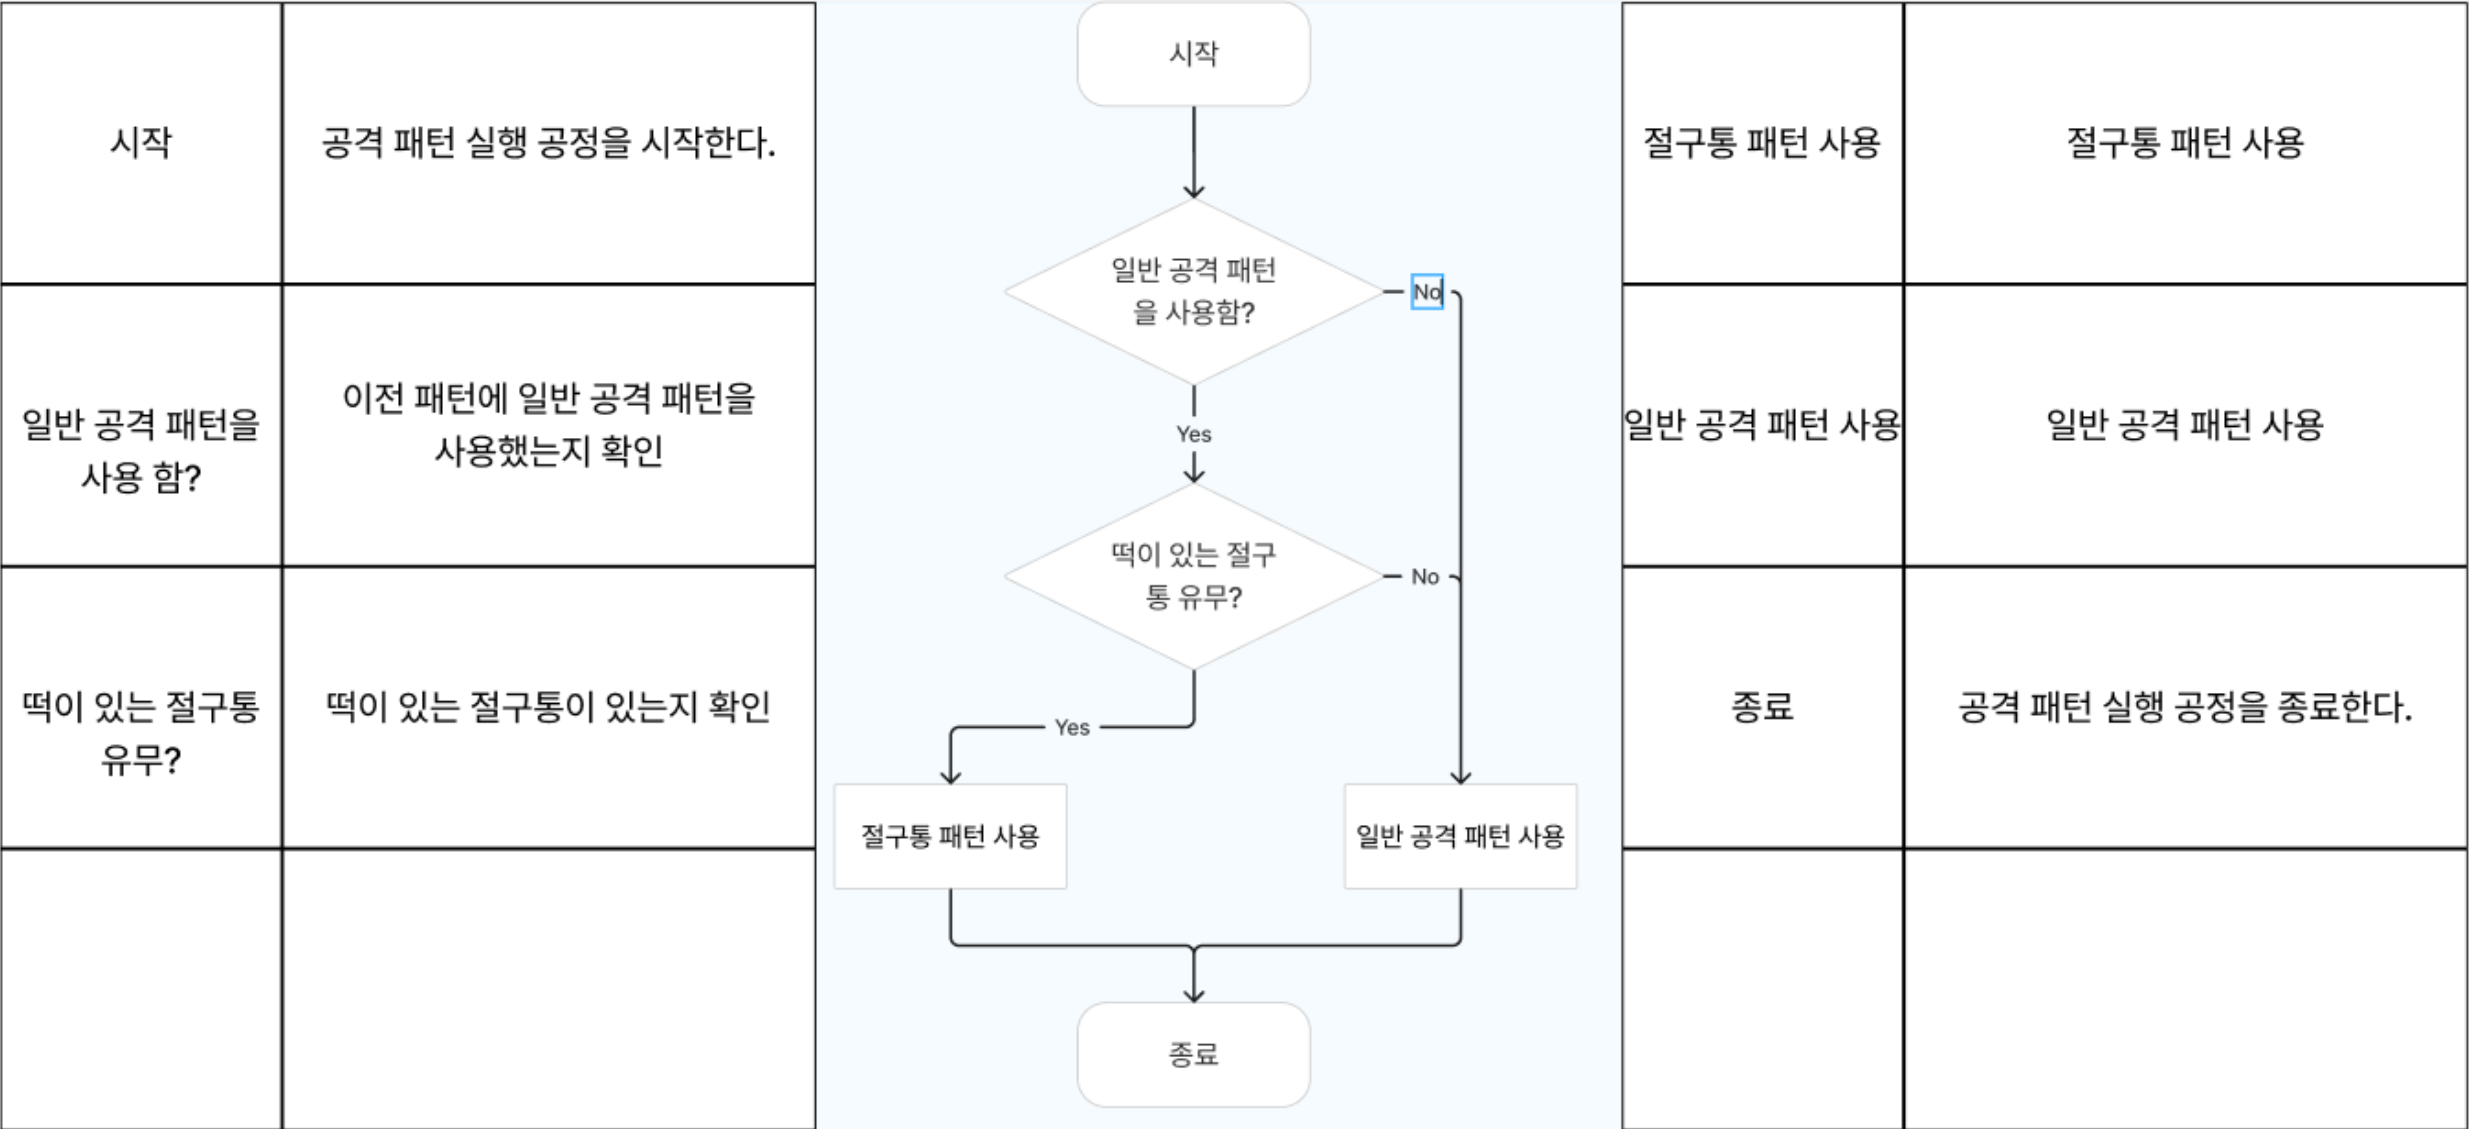 시작
공격 패턴 실행 공정을 시작한다.
일반 공격 패턴을
사용 함?
이전 패턴에 일반 공격 패턴을
사용했는지 확인
떡이 있는 절구통
유무?
떡이 있는 절구통이 있는지 확인
시작
일반 공격 패턴
을 사용함?
No
Yes
떡이 있는 절구
통 유무?
No
Yes
절구통 패턴 사용
일반 공격 패턴 사용
종료
절구통 패턴 사용
절구통 패턴 사용
일반 공격 패턴 사용
일반 공격 패턴 사용
종료
공격 패턴 실행 공정을 종료한다.